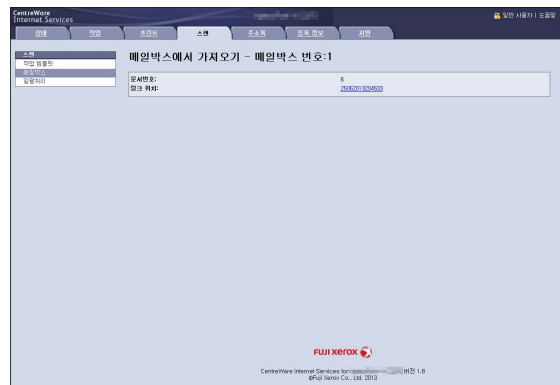 CentreWare
Internet Services
일반 사용자 | 도움말
상태 작업 프린트 스캔 주소록 등록 정보 지원
스캔
작업 템플릿
메일박스
일괄처리
메일박스에서 가져오기 - 메일박스 번호:1
문서번호: 6
링크 위치: 25062013204533
FUJI XEROX
CentreWare Internet Services for 버전 1.8
©Fuji Xerox Co., Ltd. 2013